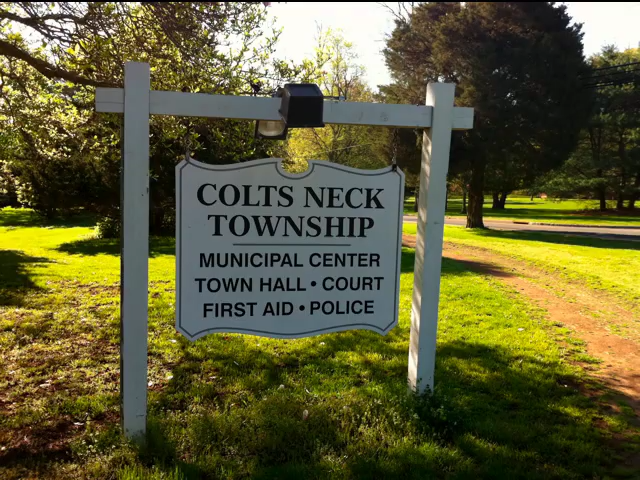 COLTS NECK
TOWNSHIP
MUNICIPAL CENTER
TOWN HALL • COURT
FIRST AID • POLICE